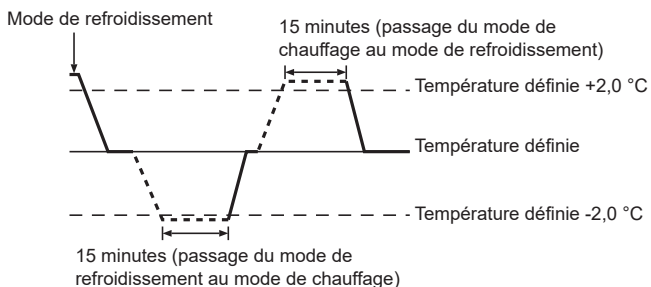 Mode de refroidissement
15 minutes (passage du mode de
chauffage au mode de refroidissement)
Température définie +2,0 °C
Température définie
Température définie -2,0 °C
15 minutes (passage du mode de
refroidissement au mode de chauffage)